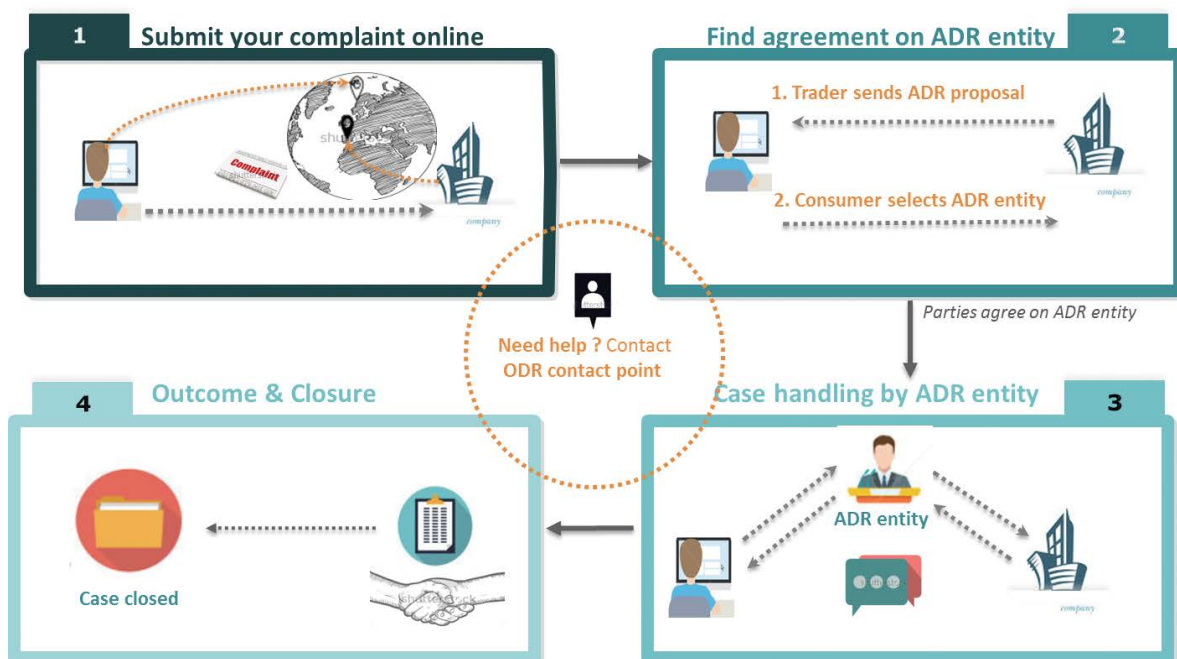 1
Submit your complaint online
Complaint
shutterstock
company
Find agreement on ADR entity
2
1. Trader sends ADR proposal
2. Consumer selects ADR entity
company
Parties agree on ADR entity
Need help ? Contact
ODR contact point
Case handling by ADR entity
3
ADR entity
company
4
Outcome & Closure
Case closed
shutterstock